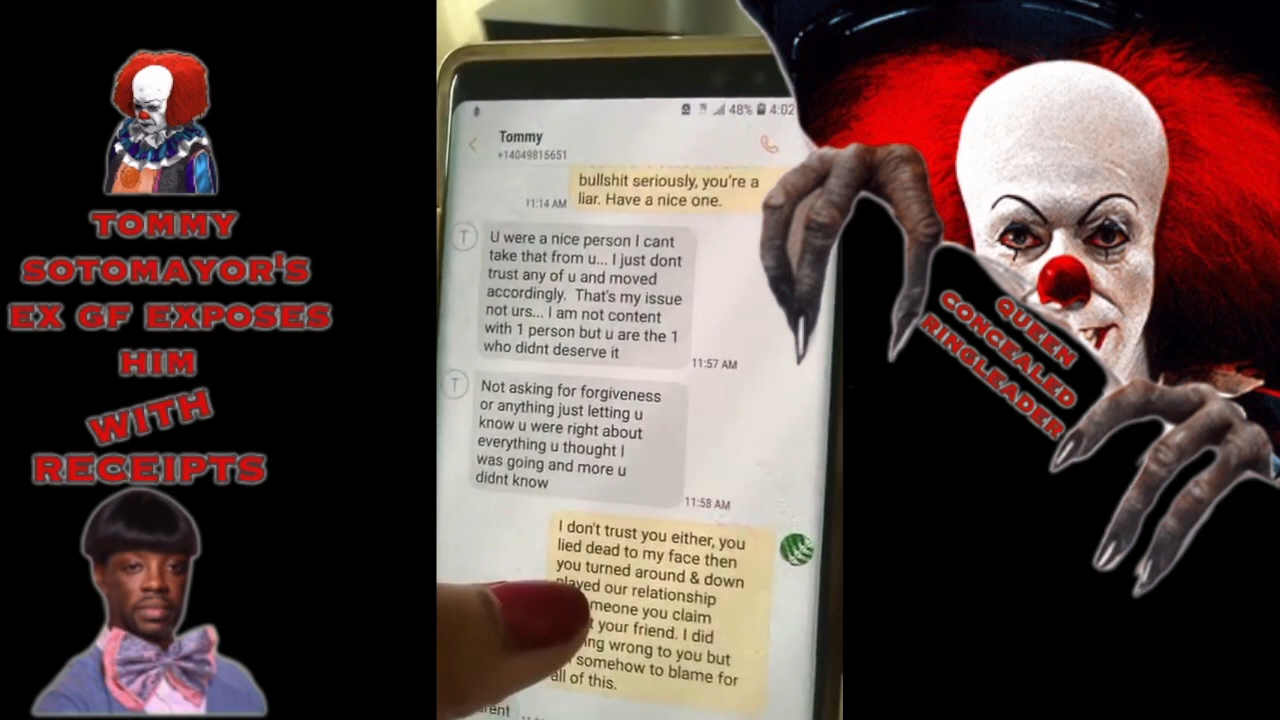 TOMMY
SOTOMAYOR'S
EX GF EXPOSES
HIM
WITH
RECEIPTS
48% 4:02
Tommy
+14049815651
bullshit seriously, you're a
liar. Have a nice one.
11:14 AM
T
U were a nice person I cant
take that from u... I just dont
trust any of u and moved
accordingly. That's my issue
not urs... I am not content
with 1 person but u are the 1
who didnt deserve it
11:57 AM
T
Not asking for forgiveness
or anything just letting u
know u were right about
everything u thought I
was going and more u
didnt know
11:58 AM
I don't trust you either, you
lied dead to my face then
you turned around & down
played our relationship
meone you claim
your friend. I did
ing wrong to you but
somehow to blame for
all of this.
QUEEN
CONCEALED
RINGLEADER